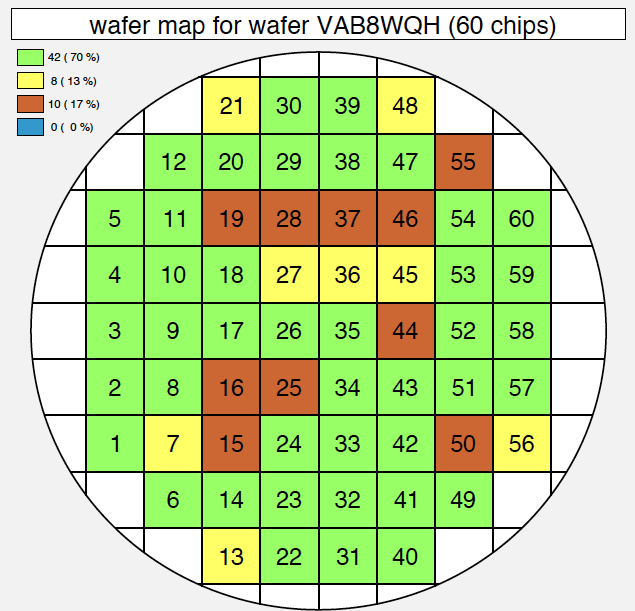 wafer map for wafer VAB8WQH (60 chips)
42 ( 70 %)
8 ( 13 %)
10 ( 17 %)
0 ( 0 %)
21 30 39 48
12 20 29 38 47 55
5 11 19 28 37 46 54 60
4 10 18 27 36 45 53 59
3 9 17 26 35 44 52 58
2 8 16 25 34 43 51 57
1 7 15 24 33 42 50 56
6 14 23 32 41 49
13 22 31 40